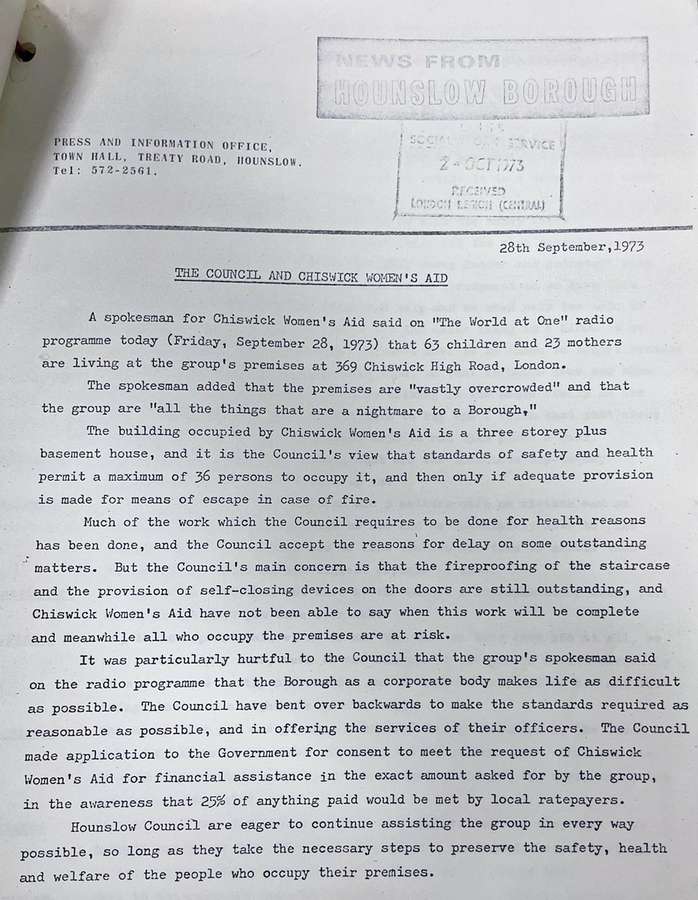 NEWS FROM
HOUNSLOW BOROUGH
PRESS AND INFORMATION OFFICE,
TOWN HALL, TREATY ROAD, HOUNSLOW.
Tel: 572-2561.
SERVICE
2 - OCT 1973
RECEIVED
LONDON REGION (CENTRAL)
28th September,1973
THE COUNCIL AND CHISWICK WOMEN'S AID
A spokesman for Chiswick Women's Aid said on "The World at One" radio
programme today (Friday, September 28, 1973) that 63 children and 23 mothers
are living at the group's premises at 369 Chiswick High Road, London.
The spokesman added that the premises are "vastly overcrowded" and that
the group are "all the things that are a nightmare to a Borough,"
The building occupied by Chiswick Women's Aid is a three storey plus
basement house, and it is the Council's view that standards of safety and health
permit a maximum of 36 persons to occupy it, and then only if adequate provision
is made for means of escape in case of fire.
Much of the work which the Council requires to be done for health reasons
has been done, and the Council accept the reasons for delay on some outstanding
matters. But the Council's main concern is that the fireproofing of the staircase
and the provision of self-closing devices on the doors are still outstanding, and
Chiswick Women's Aid have not been able to say when this work will be complete
and meanwhile all who occupy the premises are at risk.
It was particularly hurtful to the Council that the group's spokesman said
on the radio programme that the Borough as a corporate body makes life as difficult
as possible. The Council have bent over backwards to make the standards required as
reasonable as possible, and in offering the services of their officers. The Council
made application to the Government for consent to meet the request of Chiswick
Women's Aid for financial assistance in the exact amount asked for by the group,
in the awareness that 25% of anything paid would be met by local ratepayers.
Hounslow Council are eager to continue assisting the group in every way
possible, so long as they take the necessary steps to preserve the safety, health
and welfare of the people who occupy their premises.